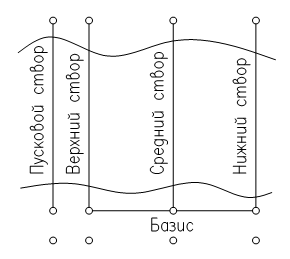 Пусковой створ
Верхний створ
Средний створ
Нижний створ
Базис